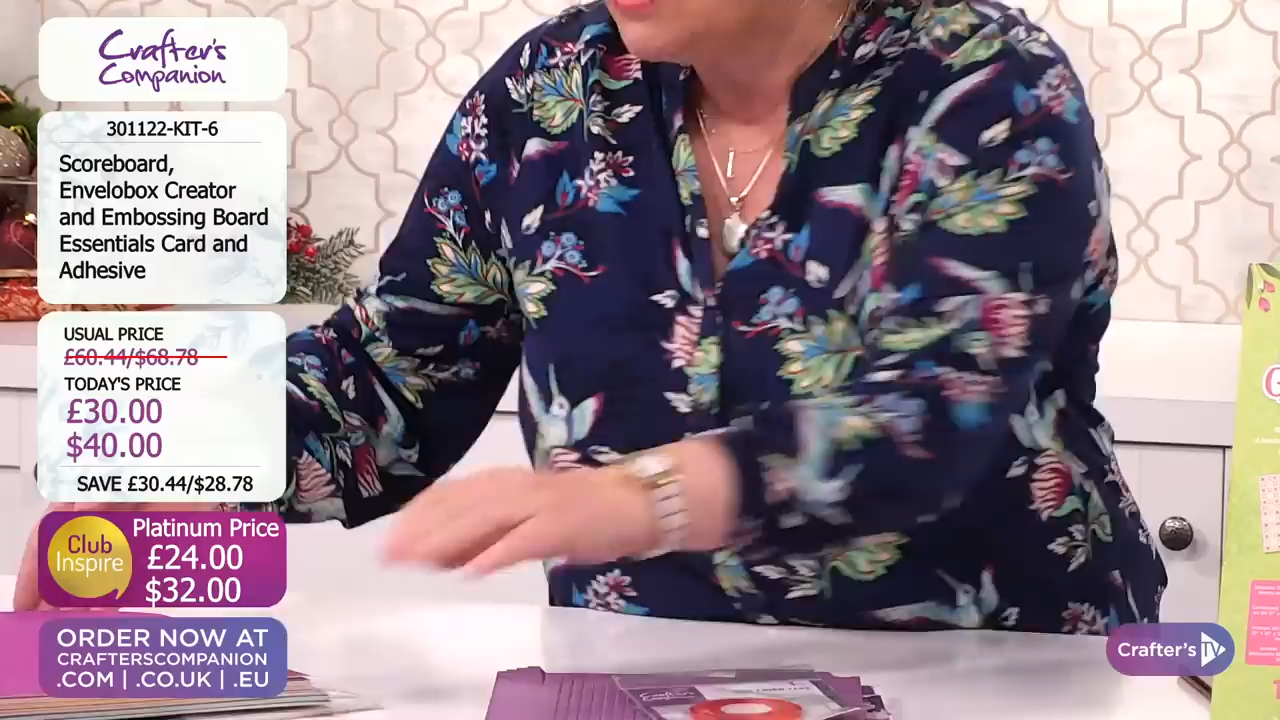 Crafter's
Companion
301122-KIT-6
Scoreboard,
Envelobox Creator
and Embossing Board
Essentials Card and
Adhesive
USUAL PRICE
£60.44/$68.78
TODAY'S PRICE
£30.00
$40.00
SAVE £30.44/$28.78
Club
Inspire
Platinum Price
£24.00
$32.00
ORDER NOW AT
CRAFTERSCOMPANION
.COM | .CO.UK | .EU
Crafter's TV
Crafter's
Companion